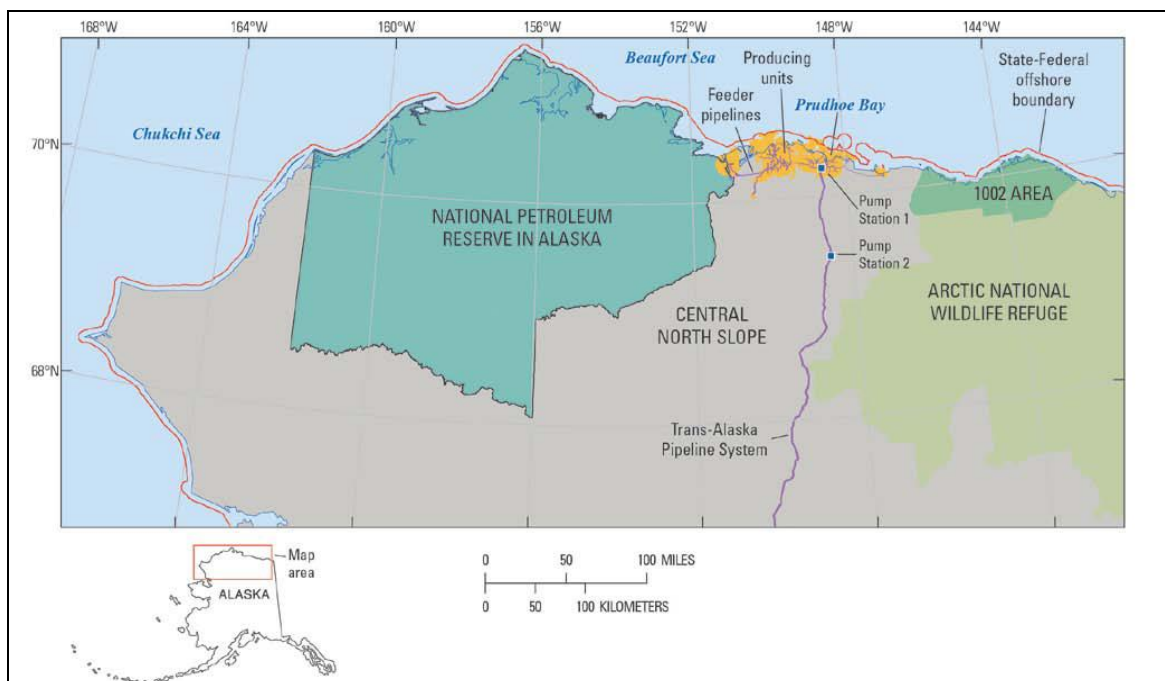 168°W
164°W
160°W
156°W
152°W
148°W
144°W
Beaufort Sea
Producing
units
State-Federal
offshore
boundary
Feeder
pipelines
Prudhoe Bay
Chukchi Sea
70°N
1002 AREA
Pump
Station 1
NATIONAL PETROLEUM
RESERVE IN ALASKA
Pump
Station 2
ARCTIC NATIONAL
WILDLIFE REFUGE
CENTRAL
NORTH SLOPE
68°N
Trans-Alaska
Pipeline System
Map
area
ALASKA
0 50 100 MILES
0 50 100 KILOMETERS